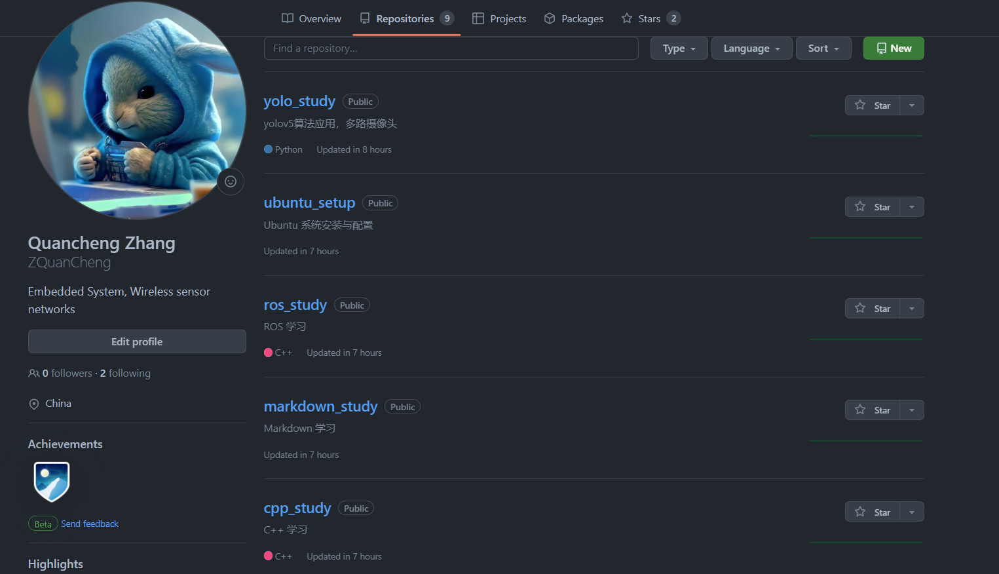 Overview
Repositories 9
Projects
Packages
Stars 2
Find a repository...
Type
Language
Sort
New
Quancheng Zhang
ZQuanCheng
Embedded System, Wireless sensor
networks
Edit profile
0 followers · 2 following
China
Achievements
Beta Send feedback
Highlights
yolo_study Public
Star
yolov5算法应用，多路摄像头
Python Updated in 8 hours
ubuntu_setup Public
Star
Ubuntu 系统安装与配置
Updated in 7 hours
ros_study Public
Star
ROS 学习
C++ Updated in 7 hours
markdown_study Public
Star
Markdown 学习
Updated in 7 hours
cpp_study Public
Star
C++ 学习
C++ Updated in 7 hours